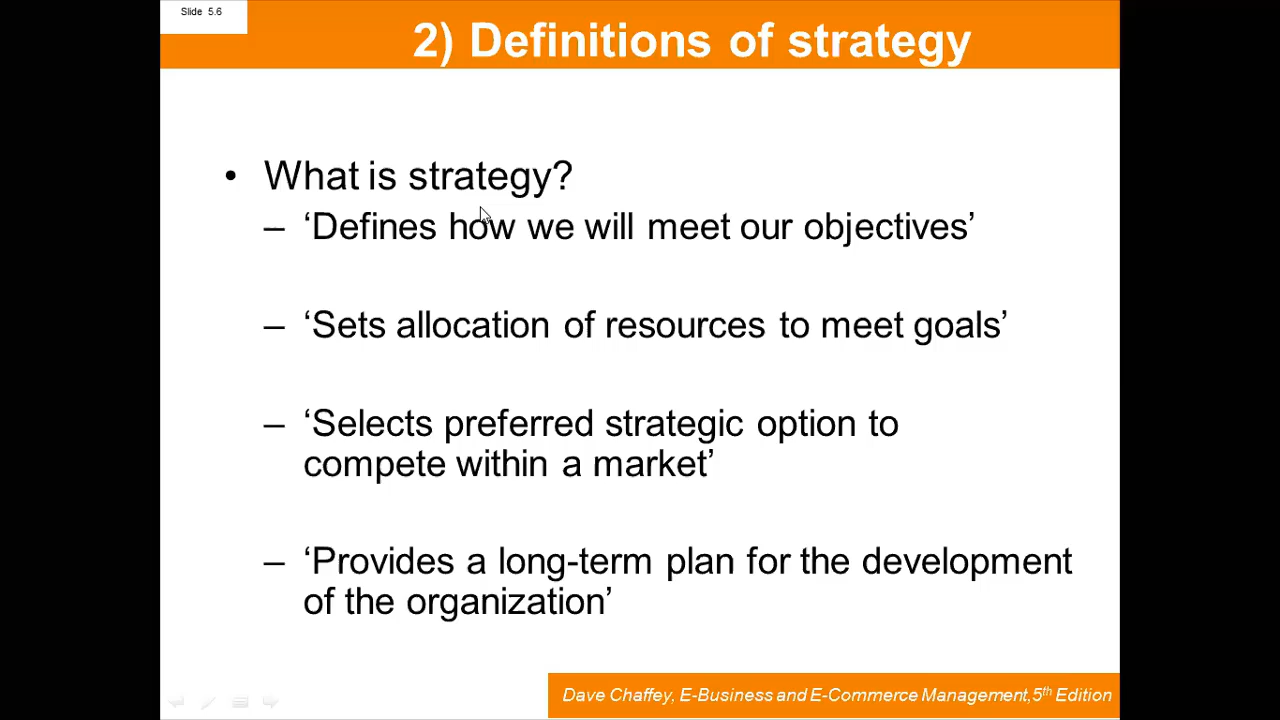 Slide 5.6
2) Definitions of strategy
• What is strategy?
– ‘Defines how we will meet our objectives’
– ‘Sets allocation of resources to meet goals’
– ‘Selects preferred strategic option to
compete within a market’
– ‘Provides a long-term plan for the development
of the organization’
Dave Chaffey, E-Business and E-Commerce Management,5th Edition